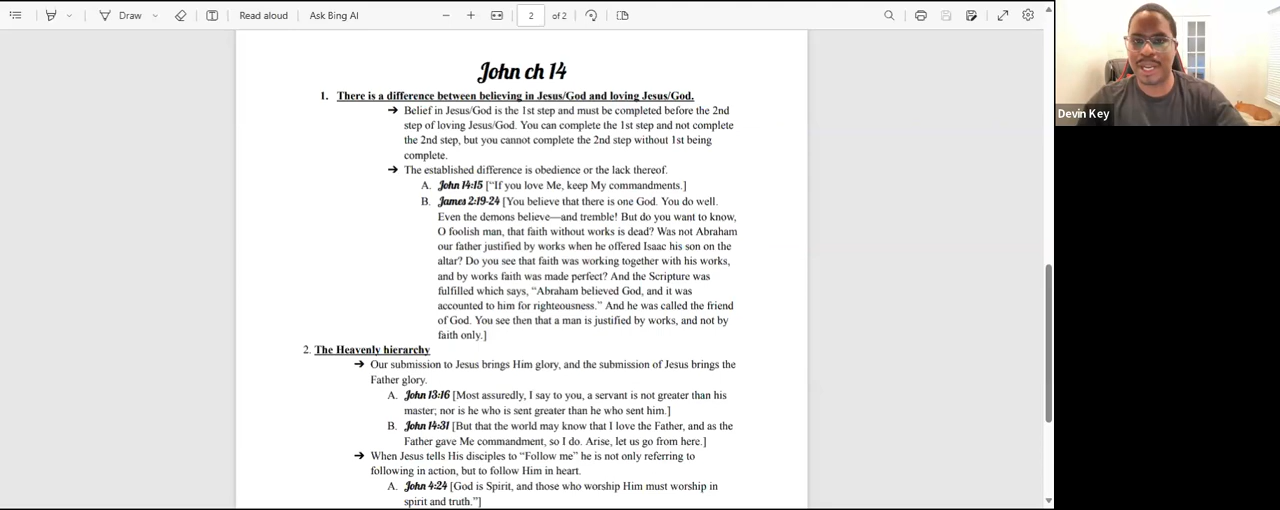 Draw
Read aloud
Ask Bing AI
2
of 2
Devin Key
John ch 14
1. There is a difference between believing in Jesus/God and loving Jesus/God.
➔ Belief in Jesus/God is the 1st step and must be completed before the 2nd
step of loving Jesus/God. You can complete the 1st step and not complete
the 2nd step, but you cannot complete the 2nd step without 1st being
complete.
➔ The established difference is obedience or the lack thereof.
A. John 14:15 [“If you love Me, keep My commandments.]
B. James 2:19-24 [You believe that there is one God. You do well.
Even the demons believe—and tremble! But do you want to know,
O foolish man, that faith without works is dead? Was not Abraham
our father justified by works when he offered Isaac his son on the
altar? Do you see that faith was working together with his works,
and by works faith was made perfect? And the Scripture was
fulfilled which says, “Abraham believed God, and it was
accounted to him for righteousness.” And he was called the friend
of God. You see then that a man is justified by works, and not by
faith only.]
2. The Heavenly hierarchy
➔ Our submission to Jesus brings Him glory, and the submission of Jesus brings the
Father glory.
A. John 13:16 [Most assuredly, I say to you, a servant is not greater than his
master; nor is he who is sent greater than he who sent him.]
B. John 14:31 [But that the world may know that I love the Father, and as the
Father gave Me commandment, so I do. Arise, let us go from here.]
➔ When Jesus tells His disciples to “Follow me” he is not only referring to
following in action, but to follow Him in heart.
A. John 4:24 [God is Spirit, and those who worship Him must worship in
spirit and truth.”]